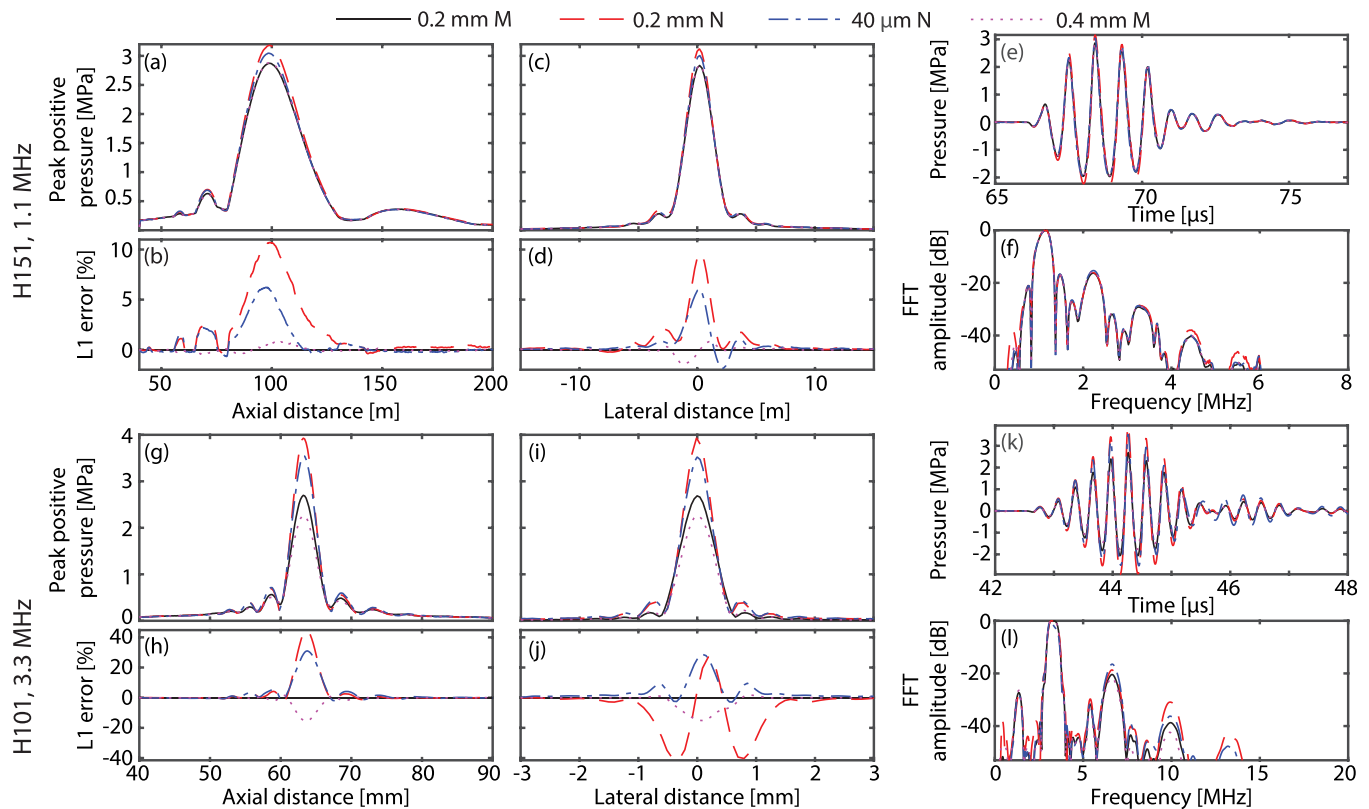 0.2 mm M 0.2 mm N 40 μm N 0.4 mm M
H151, 1.1 MHz
Peak positive
pressure [MPa]
(a)
3
2.5
2
1.5
1
0.5
(c)
(e)
Pressure [MPa]
3
2
1
0
-1
-2
65 70 75
Time [μs]
L1 error [%]
(b)
10
5
0
50 100 150 200
Axial distance [m]
(d)
-10 0 10
Lateral distance [m]
(f)
FFT
amplitude [dB]
0
-20
-40
0 2 4 6 8
Frequency [MHz]
H101, 3.3 MHz
Peak positive
pressure [MPa]
(g)
4
3
2
1
0
(i)
(k)
Pressure [MPa]
3
2
1
0
-1
-2
42 44 46 48
Time [μs]
L1 error [%]
(h)
40
20
0
-20
-40
40 50 60 70 80 90
Axial distance [mm]
(j)
-3 -2 -1 0 1 2 3
Lateral distance [mm]
(l)
FFT
amplitude [dB]
0
-20
-40
0 5 10 15 20
Frequency [MHz]